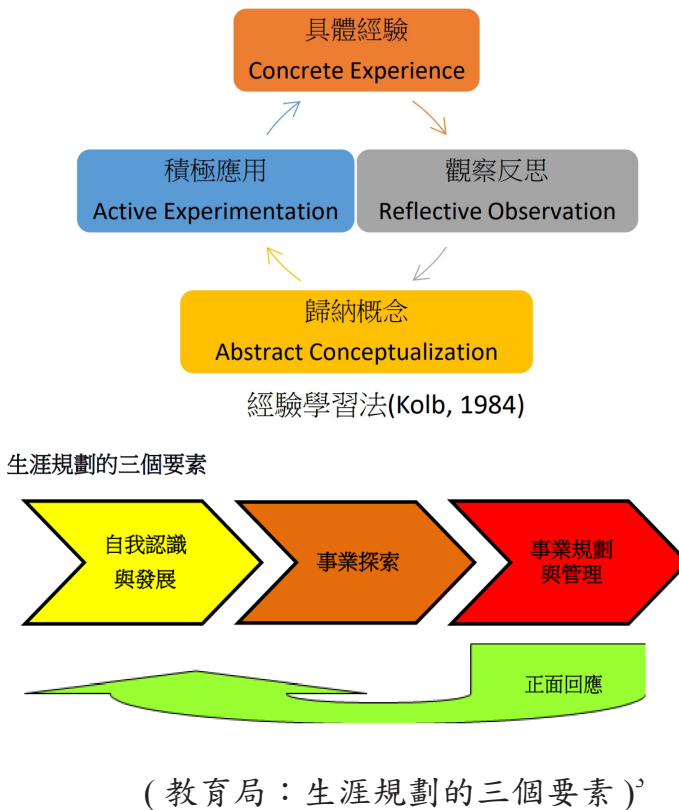 具體經驗
Concrete Experience
積極應用
Active Experimentation
觀察反思
Reflective Observation
歸納概念
Abstract Conceptualization
經驗學習法(Kolb, 1984)
生涯規劃的三個要素
自我認識
與發展
事業探索
事業規劃
與管理
正面回應
(教育局：生涯規劃的三個要素)